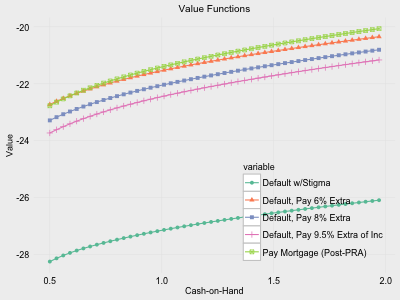 Value Functions
-20
-22
-24
-26
-28
Value
variable
Default w/Stigma
Default, Pay 6% Extra
Default, Pay 8% Extra
Default, Pay 9.5% Extra of Inc
Pay Mortgage (Post-PRA)
0.5
1.0
1.5
2.0
Cash-on-Hand